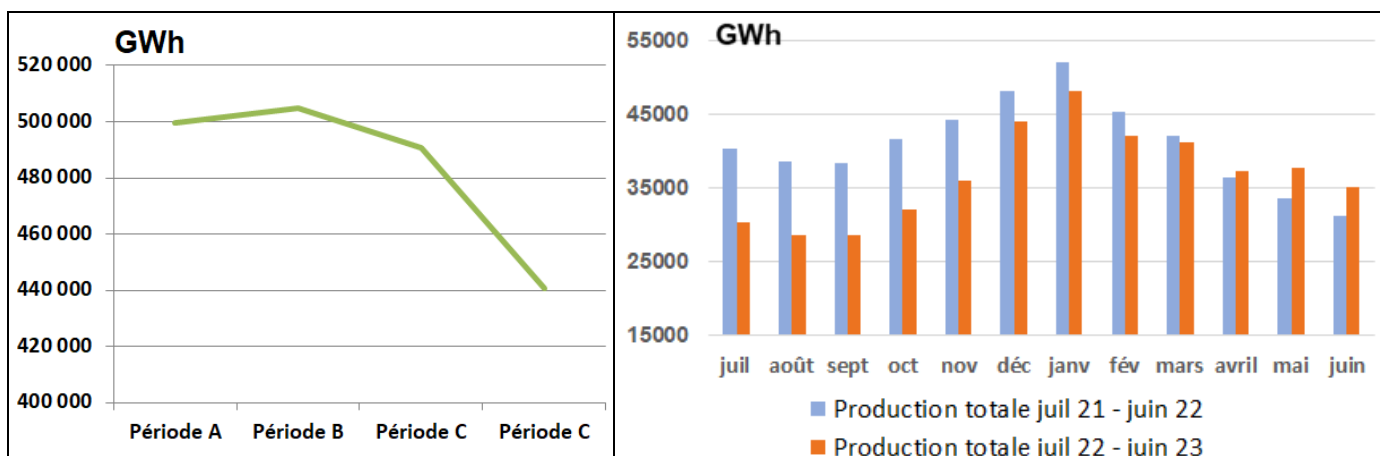 GWh
520 000
500 000
480 000
460 000
440 000
420 000
400 000
Période A Période B Période C Période C
GWh
55000
45000
35000
25000
15000
juil août sept oct nov déc janv fév mars avril mai juin
Production totale juil 21 - juin 22
Production totale juil 22 - juin 23